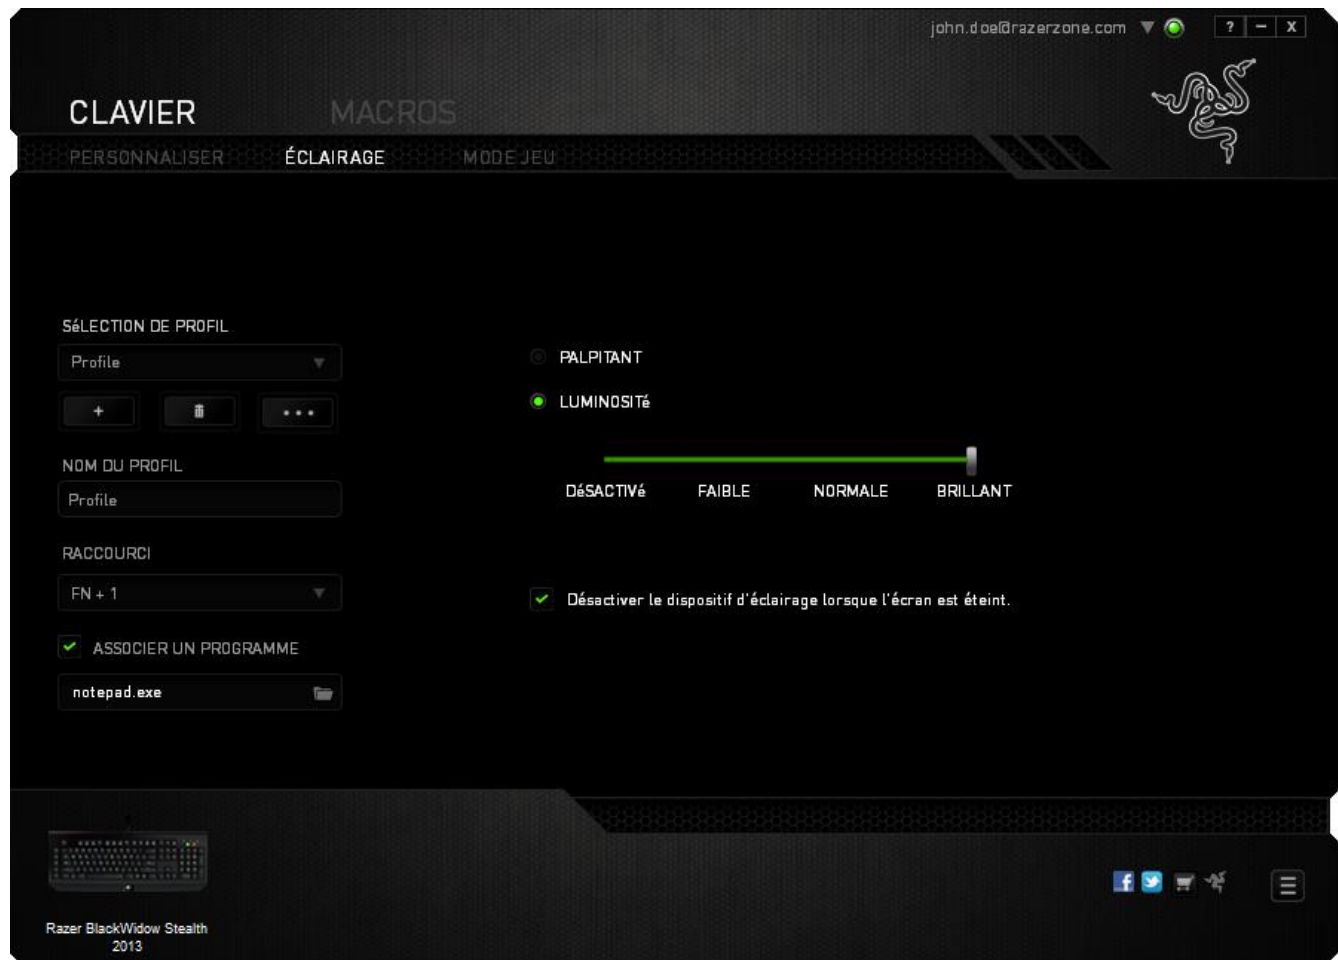 john.doe@razerzone.com
? – X
CLAVIER MACROS
PERSONNALISER ÉCLAIRAGE MODE JEU
SéLECTION DE PROFIL
Profile
+ •••
NOM DU PROFIL
Profile
RACCOURCI
FN + 1
ASSOCIER UN PROGRAMME
notepad.exe
PALPITANT
LUMINOSITé
DéSACTIVé FAIBLE NORMALE BRILLANT
Désactiver le dispositif d'éclairage lorsque l'écran est éteint.
Razer BlackWidow Stealth
2013